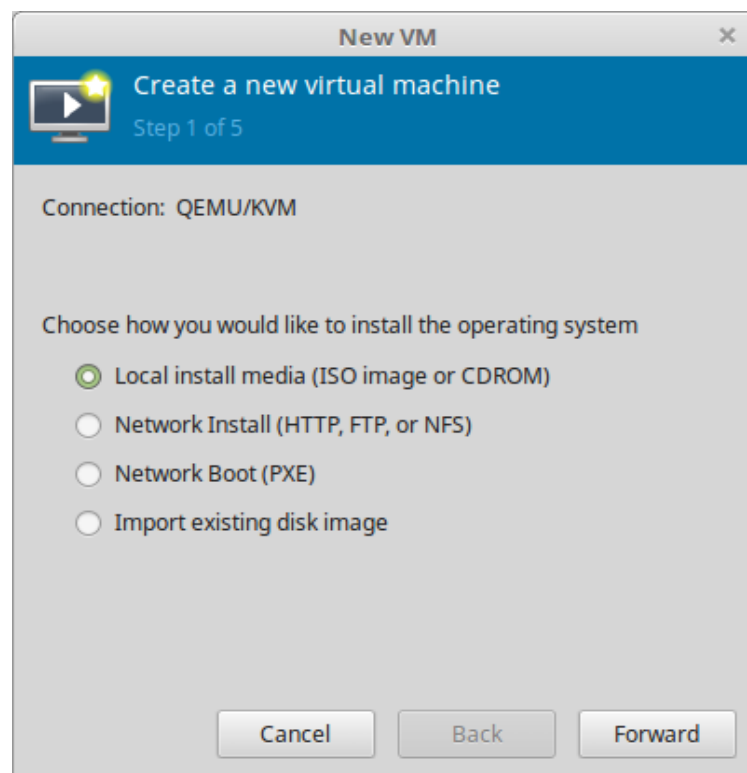 New VM
Create a new virtual machine
Step 1 of 5
Connection: QEMU/KVM
Choose how you would like to install the operating system
Local install media (ISO image or CDROM)
Network Install (HTTP, FTP, or NFS)
Network Boot (PXE)
Import existing disk image
Cancel Back Forward